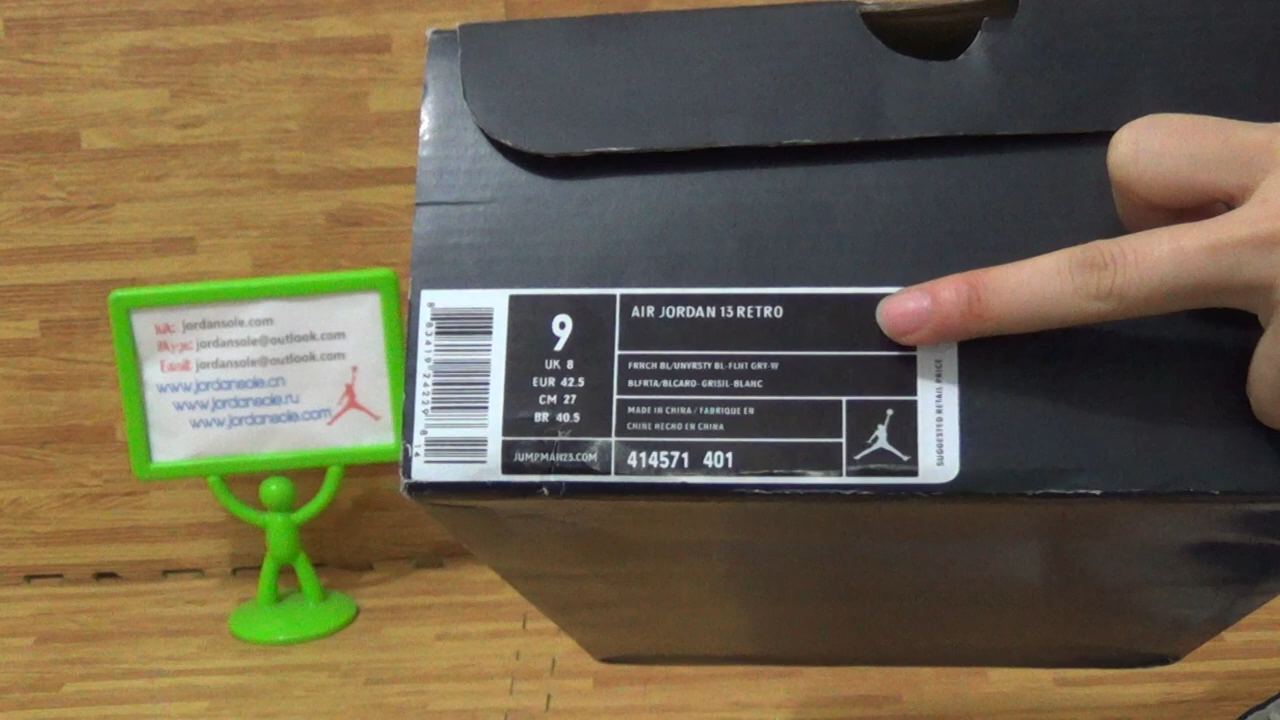 jordansole.com
jordansole@outlook.com
Email: jordansole@outlook.com
www.jordansole.cn
www.jordansole.ru
www.jordansole.com
9
UK 8
EUR 42.5
CM 27
BR 40.5
JUMPMAN23.COM
AIR JORDAN 13 RETRO
FRNCH BL/UNVRSTY BL-FLNT GRY-W
BLFRTA/BLCARO-GRISIL-BLANC
MADE IN CHINA / FABRIQUE EN
CHINE HECHO EN CHINA
414571 401
SUGGESTED RETAIL PRICE